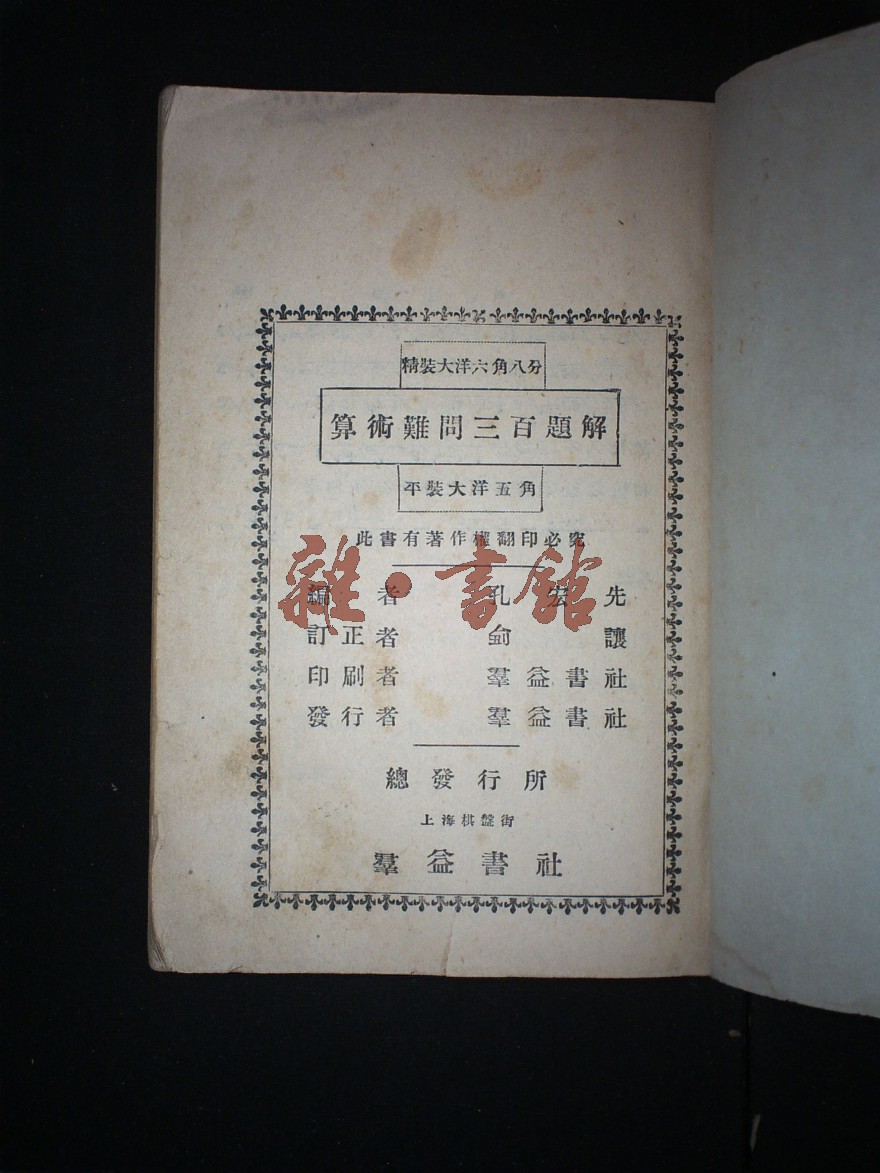 精裝大洋六角八分
算術難問三百題解
平裝大洋五角
此書有著作權翻印必究
編者 孔宏先
訂正者 讓
印刷者 羣益書社
發行者 羣益書社
總發行所
上海棋盤街
羣益書社
雜·書館